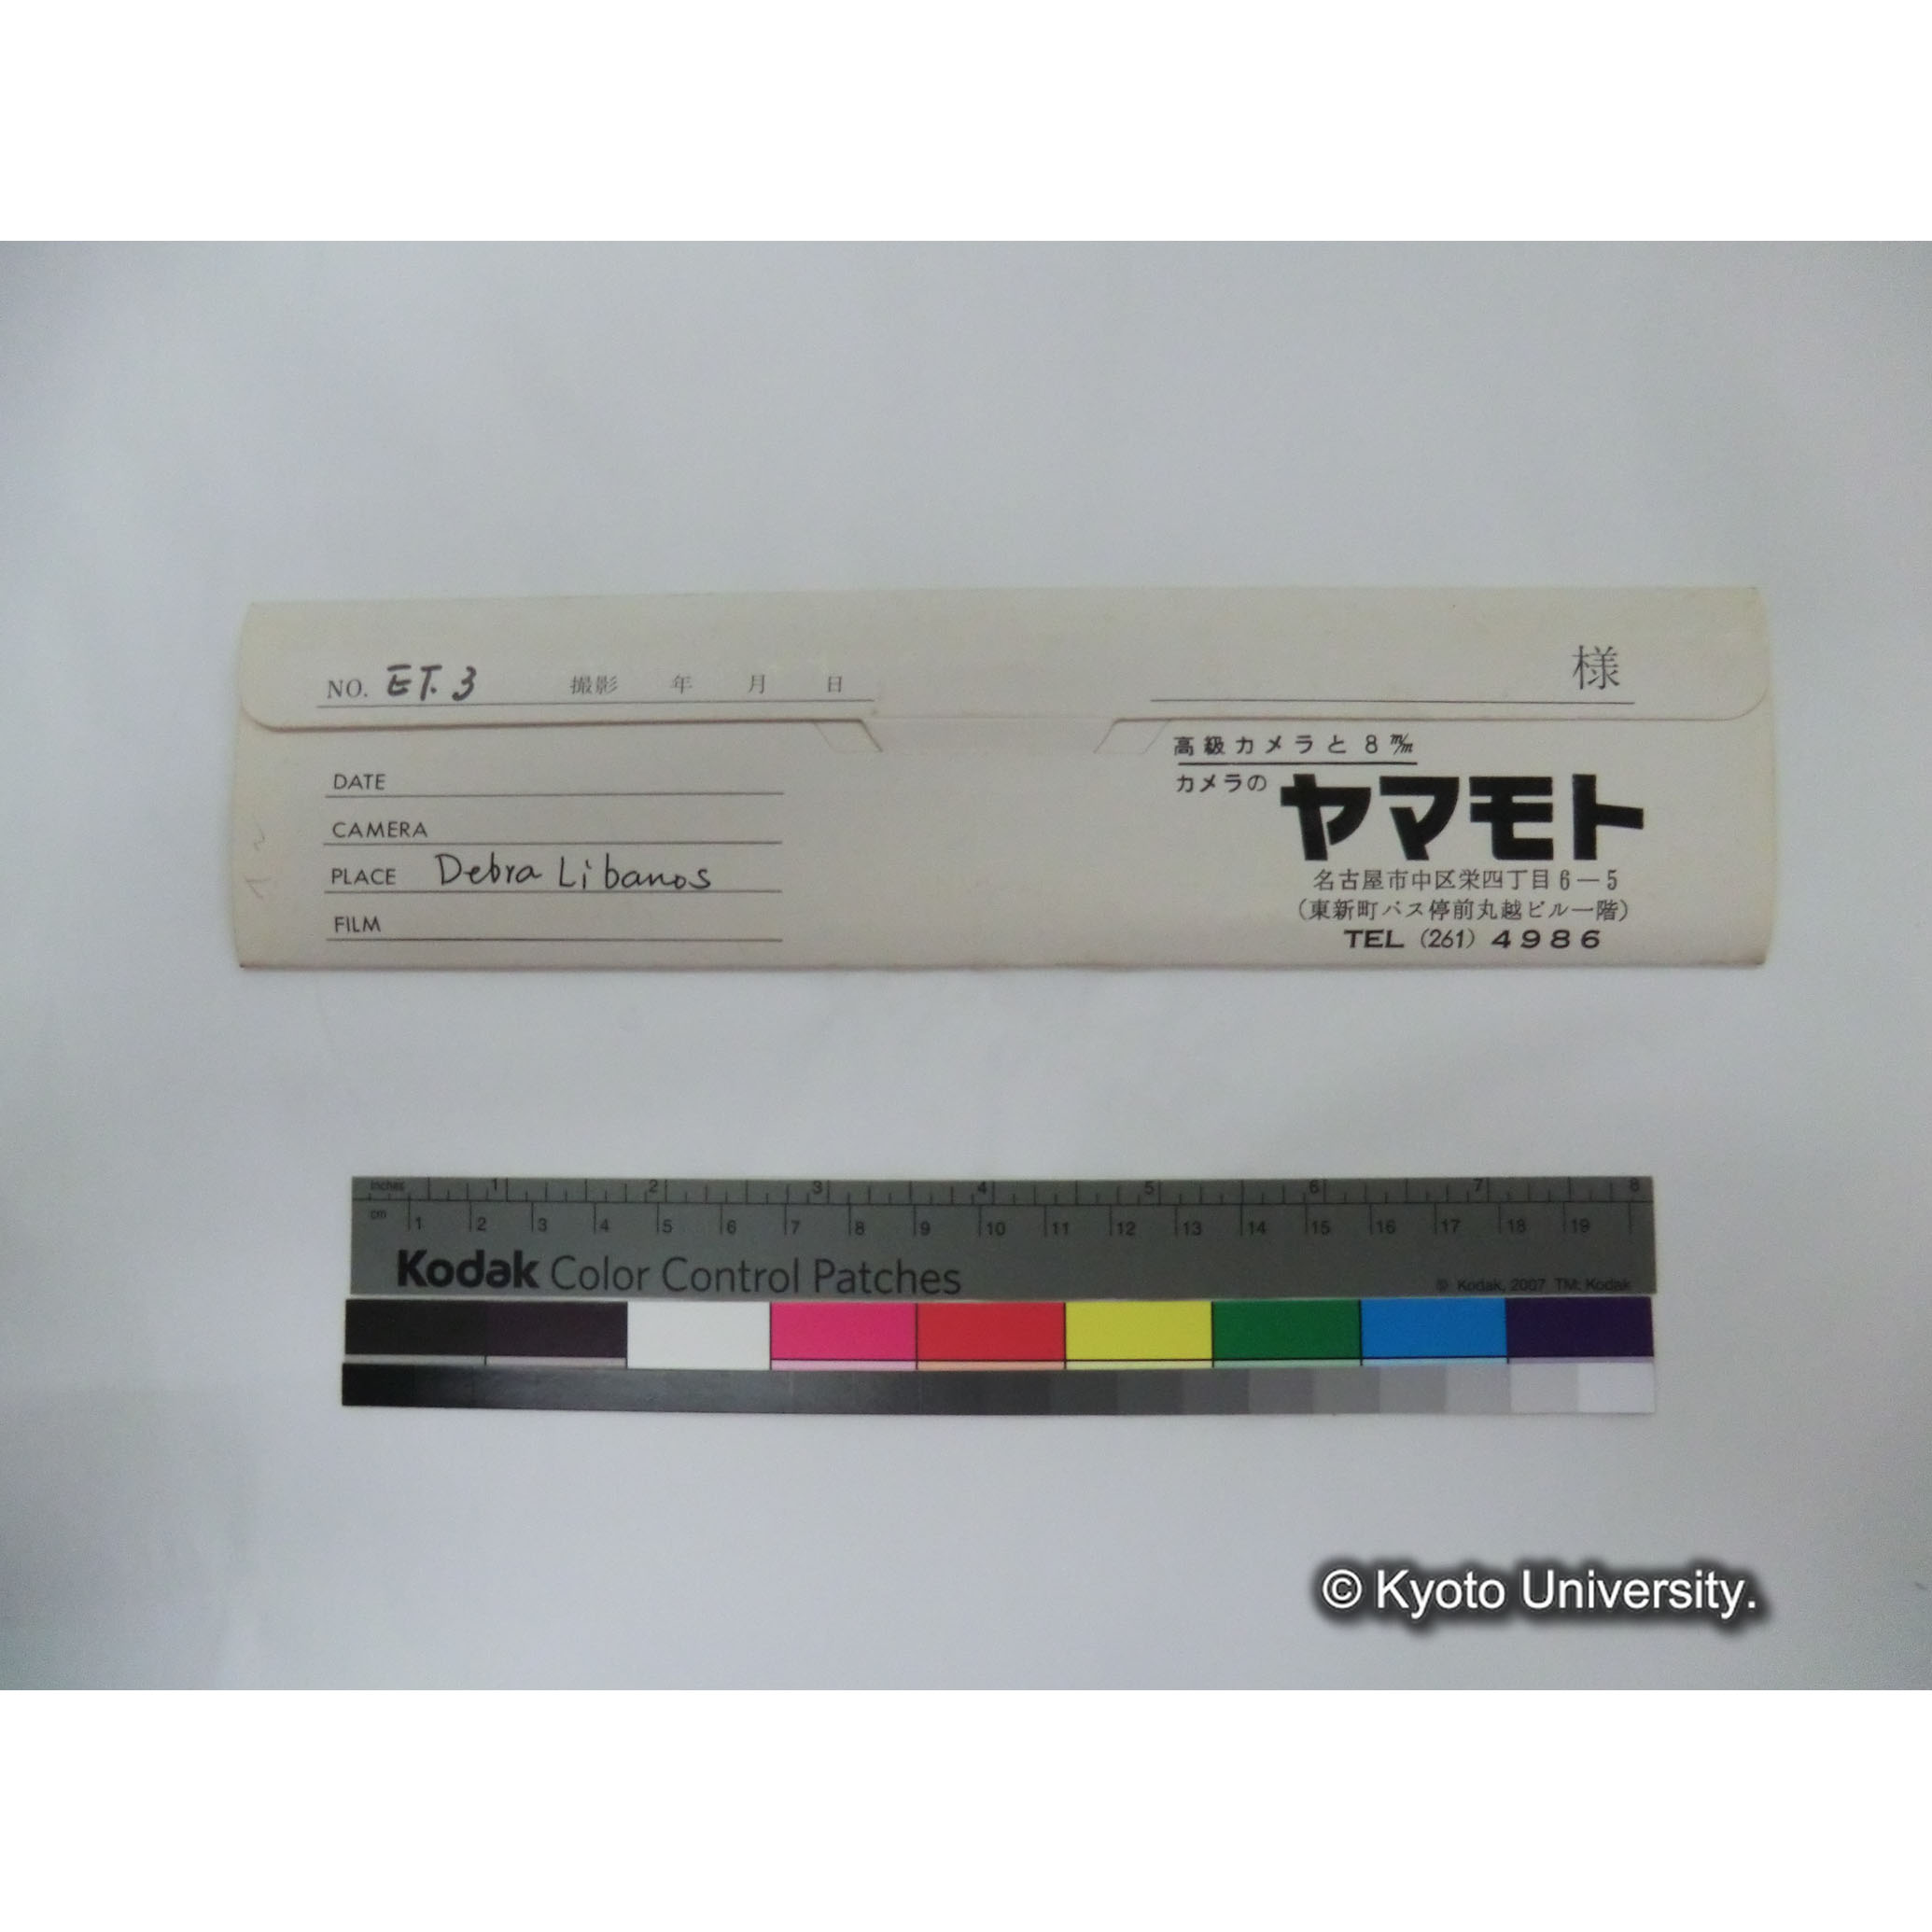 NO. ET.3 撮影 年 月 日
様
DATE
CAMERA
PLACE Debra Libanos
FILM
高級カメラと8m/m
カメラのヤマモト
名古屋市中区栄四丁目6-5
(東新町バス停前丸越ビル一階)
TEL (261) 4986
inches 1 2 3 4 5 6 7 8
cm 1 2 3 4 5 6 7 8 9 10 11 12 13 14 15 16 17 18 19
Kodak Color Control Patches
© Kodak, 2007 TM: Kodak
© Kyoto University.